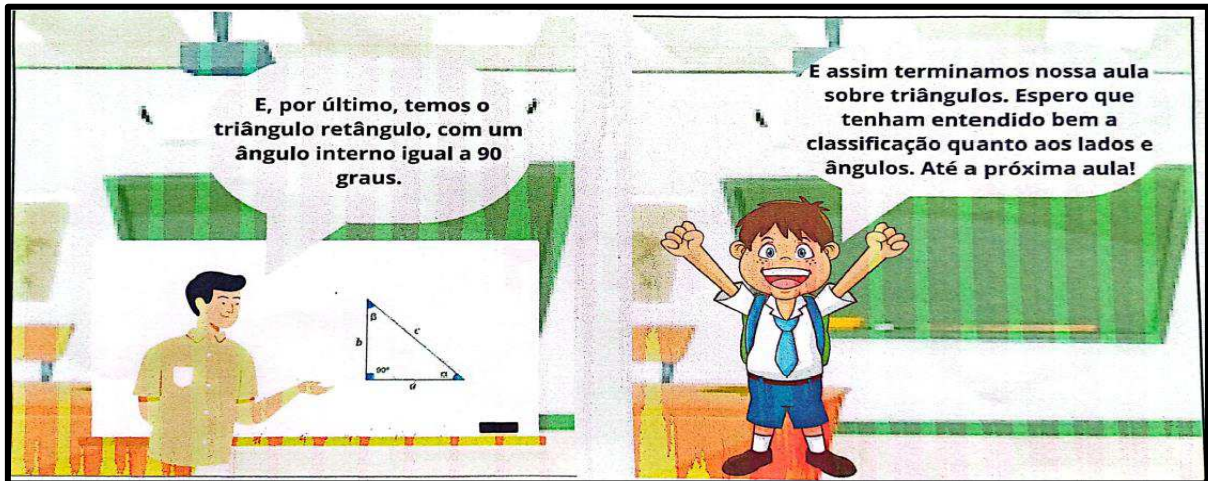 E, por último, temos o
triângulo retângulo, com um
ângulo interno igual a 90
graus.
β
c
b
90°
α
a
E assim terminamos nossa aula
sobre triângulos. Espero que
tenham entendido bem a
classificação quanto aos lados e
ângulos. Até a próxima aula!